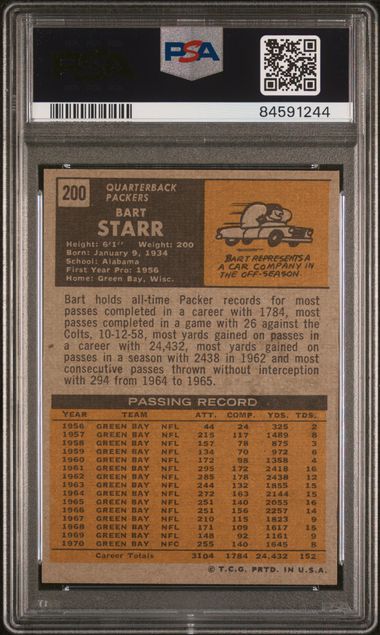 PSA
PSA
84591244
200
QUARTERBACK
PACKERS
BART
STARR
Height: 6'1" Weight: 200
Born: January 9, 1934
School: Alabama
First Year Pro: 1956
Home: Green Bay, Wisc.
BART REPRESENTS A
A CAR COMPANY IN
THE OFF-SEASON.
Bart holds all-time Packer records for most
passes completed in a career with 1784, most
passes completed in a game with 26 against the
Colts, 10-12-58, most yards gained on passes in
a career with 24,432, most yards gained on
passes in a season with 2438 in 1962 and most
consecutive passes thrown without interception
with 294 from 1964 to 1965.
PASSING RECORD
YEAR TEAM ATT. COMP. YDS. TDS.
1956 GREEN BAY NFL 44 24 325 2
1957 GREEN BAY NFL 215 117 1489 8
1958 GREEN BAY NFL 157 78 875 3
1959 GREEN BAY NFL 134 70 972 6
1960 GREEN BAY NFL 172 98 1358 4
1961 GREEN BAY NFL 295 172 2418 16
1962 GREEN BAY NFL 285 178 2438 12
1963 GREEN BAY NFL 244 132 1855 15
1964 GREEN BAY NFL 272 163 2144 15
1965 GREEN BAY NFL 251 140 2055 16
1966 GREEN BAY NFL 251 156 2257 14
1967 GREEN BAY NFL 210 115 1823 9
1968 GREEN BAY NFL 171 109 1617 15
1969 GREEN BAY NFL 148 92 1161 9
1970 GREEN BAY NFC 255 140 1645 8
Career Totals 3104 1784 24,432 152
© T.C.G. PRTD. IN U.S.A.